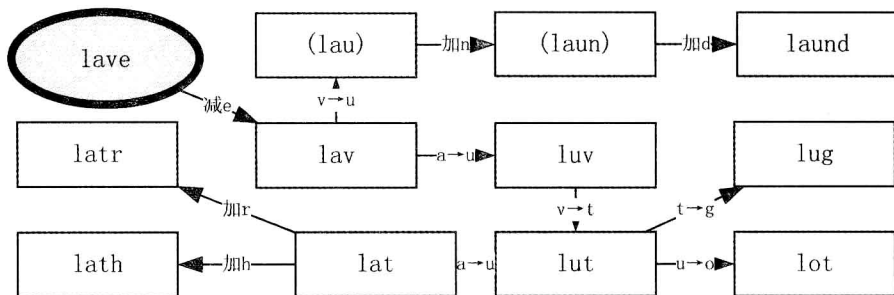 lave
(lau)
加n
(laun)
加d
laund
减e
v→u
latr
lav
a→u
luv
lug
加r
v→t
t→g
lath
加h
lat
a→u
lut
u→o
lot